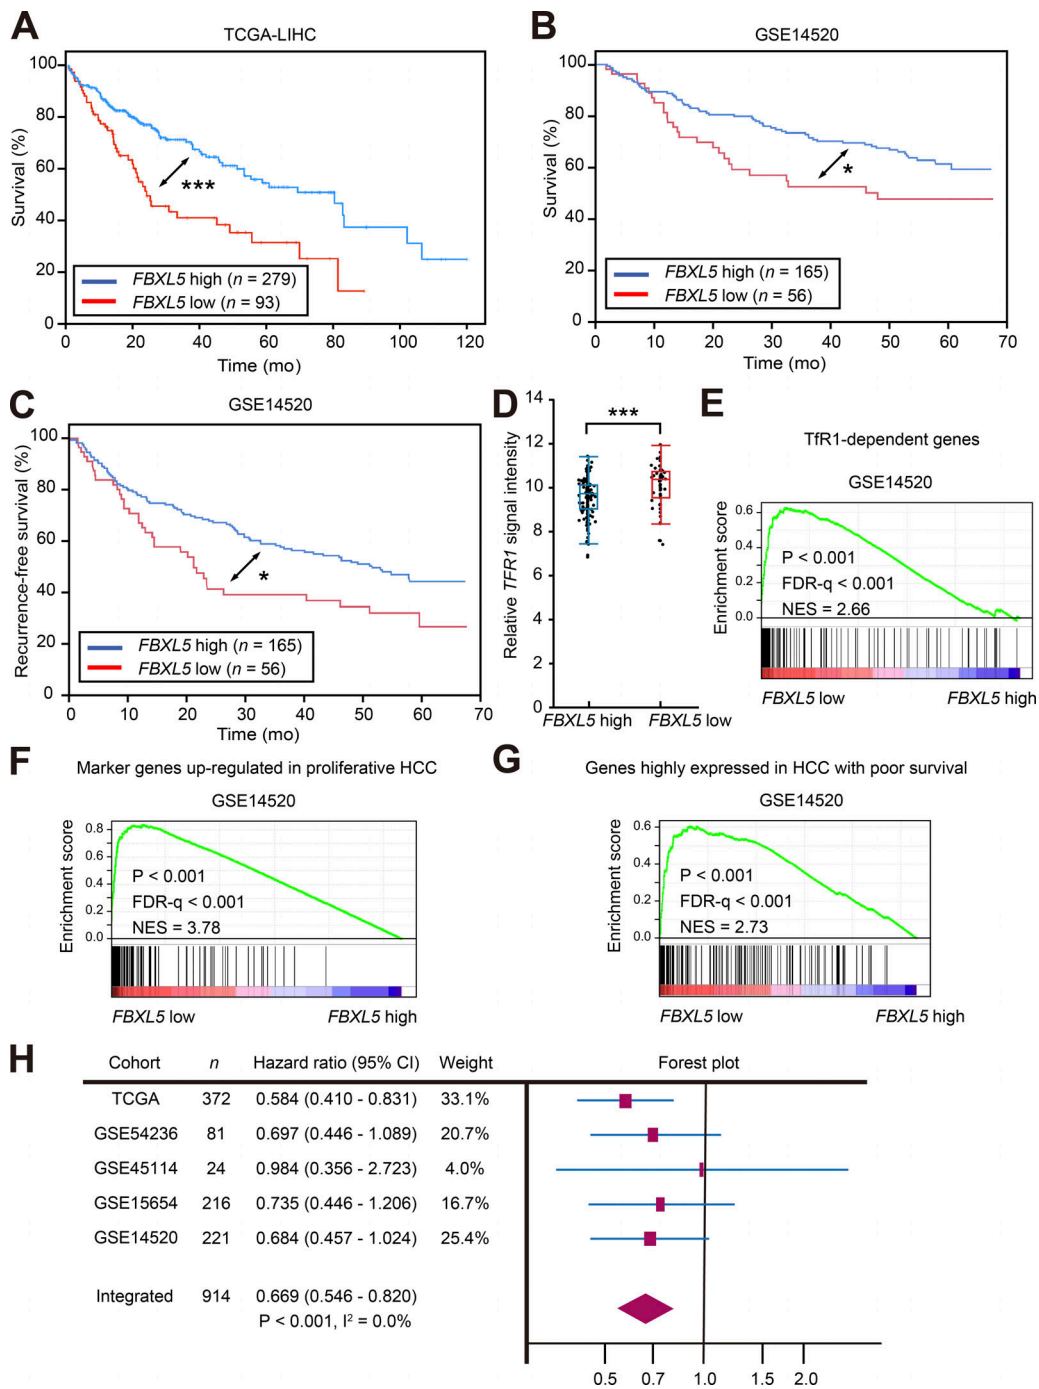 A
TCGA-LIHC
Survival (%)
100
80
60
40
20
0
***
FBXL5 high (n = 279)
FBXL5 low (n = 93)
0 20 40 60 80 100 120
Time (mo)
B
GSE14520
Survival (%)
100
80
60
40
20
0
*
FBXL5 high (n = 165)
FBXL5 low (n = 56)
0 10 20 30 40 50 60 70
Time (mo)
C
GSE14520
Recurrence-free survival (%)
100
80
60
40
20
0
*
FBXL5 high (n = 165)
FBXL5 low (n = 56)
0 10 20 30 40 50 60 70
Time (mo)
D
Relative TFR1 signal intensity
14
12
10
8
6
4
2
0
***
FBXL5 high FBXL5 low
E
TfR1-dependent genes
GSE14520
Enrichment score
0.6
0.4
0.2
0.0
P < 0.001
FDR-q < 0.001
NES = 2.66
FBXL5 low FBXL5 high
F
Marker genes up-regulated in proliferative HCC
GSE14520
Enrichment score
0.8
0.6
0.4
0.2
0.0
P < 0.001
FDR-q < 0.001
NES = 3.78
FBXL5 low FBXL5 high
G
Genes highly expressed in HCC with poor survival
GSE14520
Enrichment score
0.6
0.4
0.2
0.0
P < 0.001
FDR-q < 0.001
NES = 2.73
FBXL5 low FBXL5 high
H
Cohort n Hazard ratio (95% CI) Weight Forest plot
TCGA 372 0.584 (0.410 - 0.831) 33.1%
GSE54236 81 0.697 (0.446 - 1.089) 20.7%
GSE45114 24 0.984 (0.356 - 2.723) 4.0%
GSE15654 216 0.735 (0.446 - 1.206) 16.7%
GSE14520 221 0.684 (0.457 - 1.024) 25.4%
Integrated 914 0.669 (0.546 - 0.820)
P < 0.001, I² = 0.0%
0.5 0.7 1.0 1.5 2.0